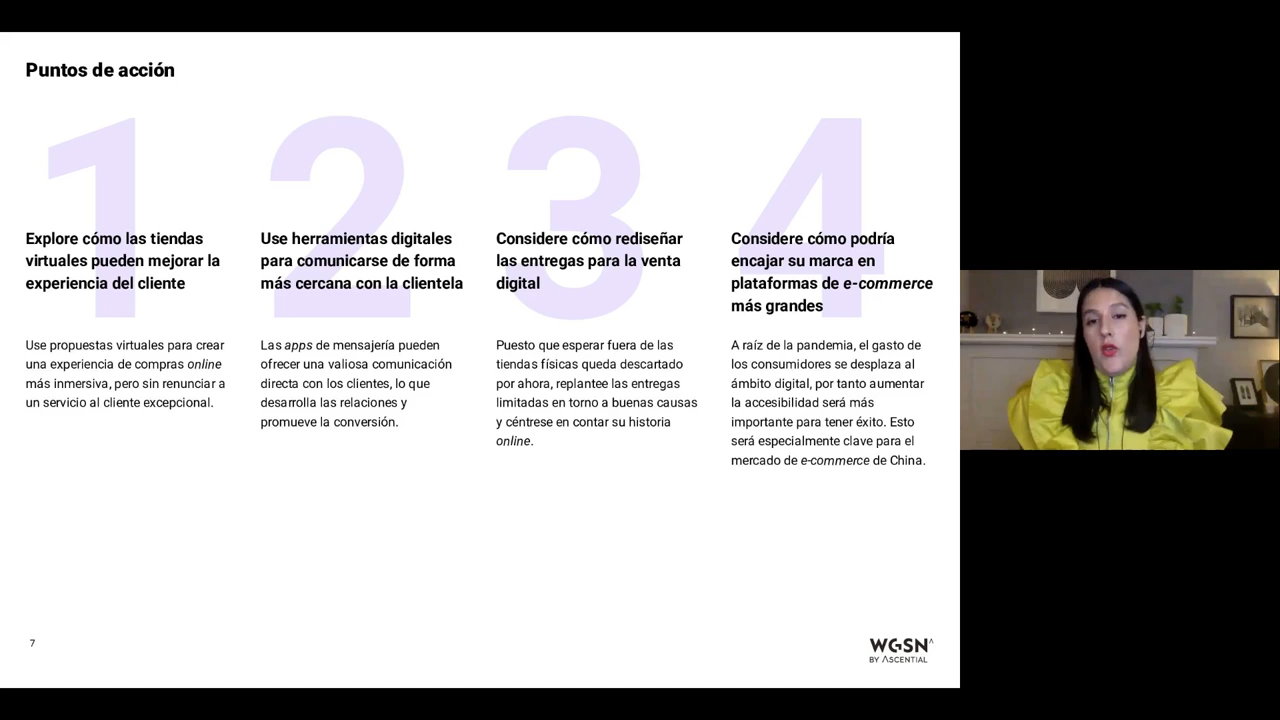 Puntos de acción
1
Explore cómo las tiendas
virtuales pueden mejorar la
experiencia del cliente
Use propuestas virtuales para crear
una experiencia de compras online
más inmersiva, pero sin renunciar a
un servicio al cliente excepcional.
2
Use herramientas digitales
para comunicarse de forma
más cercana con la clientela
Las apps de mensajería pueden
ofrecer una valiosa comunicación
directa con los clientes, lo que
desarrolla las relaciones y
promueve la conversión.
3
Considere cómo rediseñar
las entregas para la venta
digital
Puesto que esperar fuera de las
tiendas físicas queda descartado
por ahora, replantee las entregas
limitadas en torno a buenas causas
y céntrese en contar su historia
online.
4
Considere cómo podría
encajar su marca en
plataformas de e-commerce
más grandes
A raíz de la pandemia, el gasto de
los consumidores se desplaza al
ámbito digital, por tanto aumentar
la accesibilidad será más
importante para tener éxito. Esto
será especialmente clave para el
mercado de e-commerce de China.
7
WGSN
BY ASCENTIAL